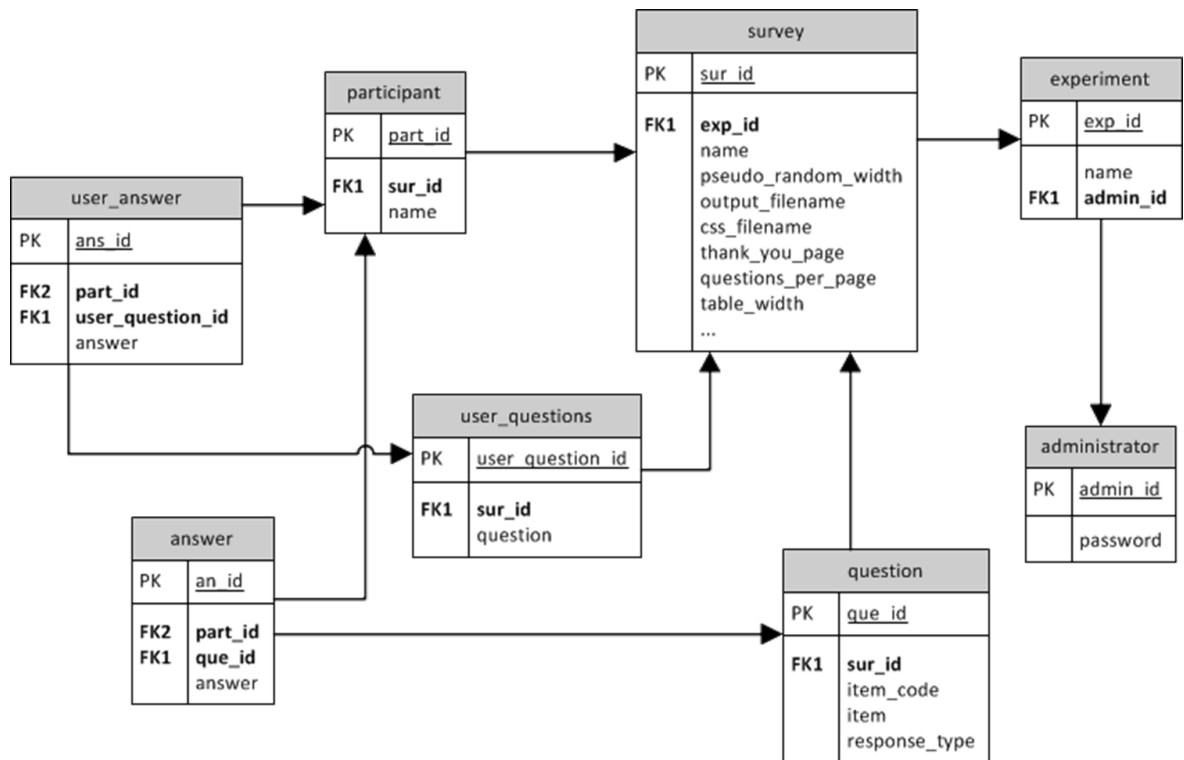 survey
PK sur_id
FK1 exp_id
name
pseudo_random_width
output_filename
css_filename
thank_you_page
questions_per_page
table_width
...
experiment
PK exp_id
name
FK1 admin_id
participant
PK part_id
FK1 sur_id
name
user_answer
PK ans_id
FK2 part_id
FK1 user_question_id
answer
user_questions
PK user_question_id
FK1 sur_id
question
administrator
PK admin_id
password
answer
PK an_id
FK2 part_id
FK1 que_id
answer
question
PK que_id
FK1 sur_id
item_code
item
response_type